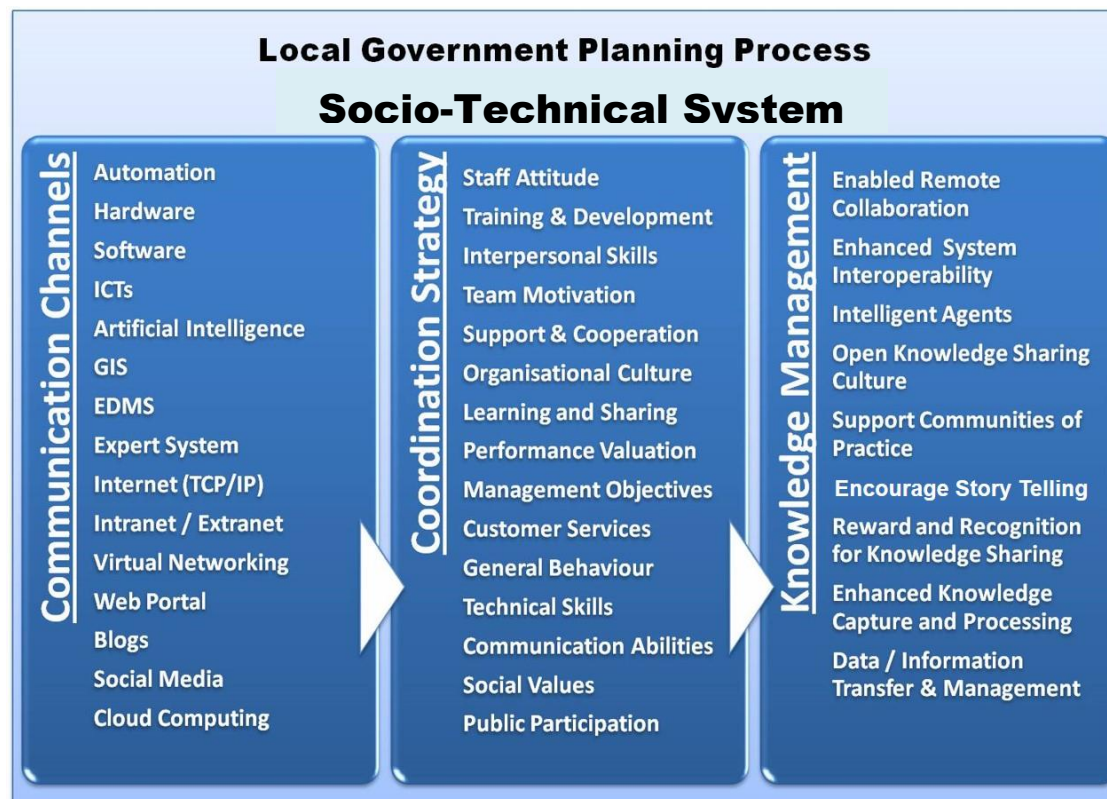 Local Government Planning Process
Socio-Technical System
Communication Channels
Automation
Hardware
Software
ICTs
Artificial Intelligence
GIS
EDMS
Expert System
Internet (TCP/IP)
Intranet / Extranet
Virtual Networking
Web Portal
Blogs
Social Media
Cloud Computing
Coordination Strategy
Staff Attitude
Training & Development
Interpersonal Skills
Team Motivation
Support & Cooperation
Organisational Culture
Learning and Sharing
Performance Valuation
Management Objectives
Customer Services
General Behaviour
Technical Skills
Communication Abilities
Social Values
Public Participation
Knowledge Management
Enabled Remote
Collaboration
Enhanced System
Interoperability
Intelligent Agents
Open Knowledge Sharing
Culture
Support Communities of
Practice
Encourage Story Telling
Reward and Recognition
for Knowledge Sharing
Enhanced Knowledge
Capture and Processing
Data / Information
Transfer & Management